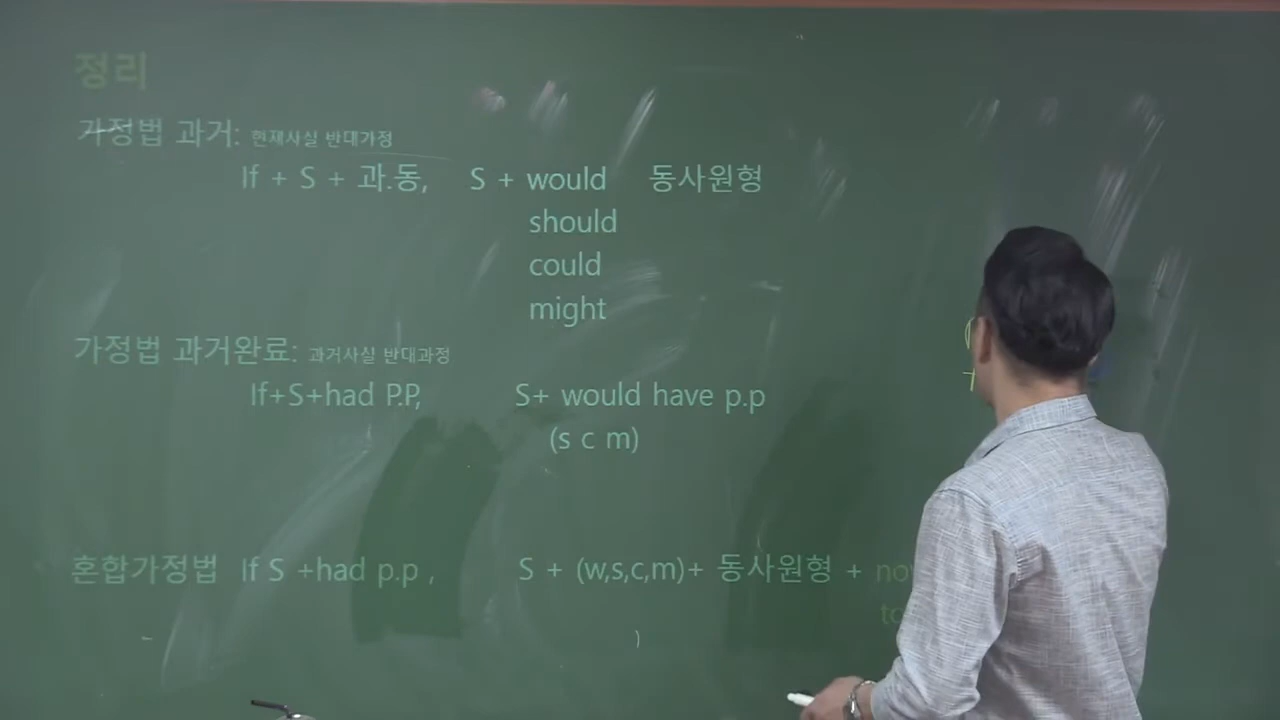 정리
가정법 과거: 현재사실 반대가정
If + S + 과.동, S + would 동사원형
should
could
might
가정법 과거완료: 과거사실 반대과정
If+S+had P.P, S+ would have p.p
(s c m)
혼합가정법 If S +had p.p , S + (w,s,c,m)+ 동사원형 +